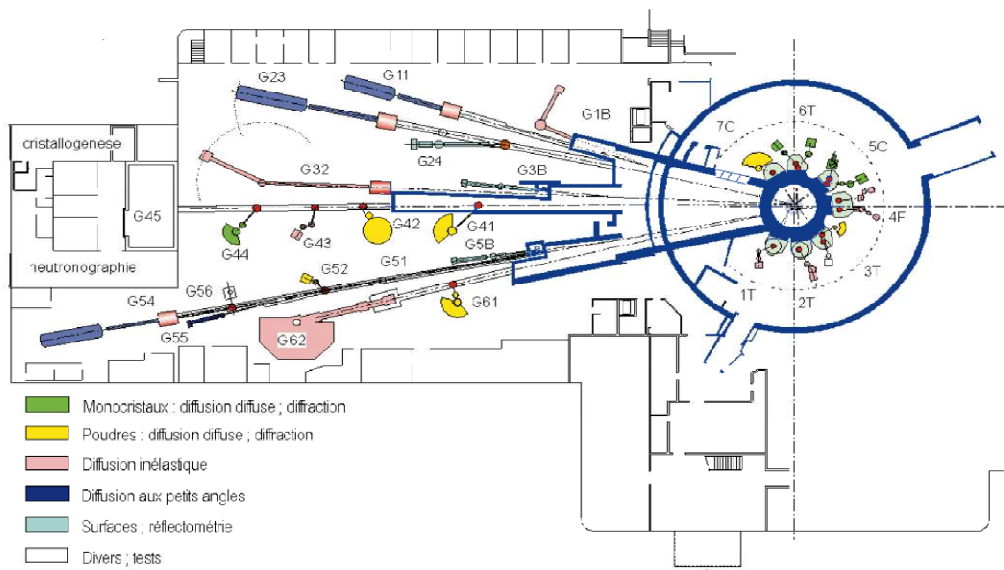 G23
G11
G1B
6T
7C
cristallogenese
G24
5C
G32
G3B
G45
4F
G42
G41
G43
G44
G5B
neutronographie
G51
G52
3T
G56
1T
2T
G54
G61
G55
G62
Monocristaux : diffusion diffuse ; diffraction
Poudres ; diffusion diffuse ; diffraction
Diffusion inélastique
Diffusion aux petits angles
Surfaces ; réflectométrie
Divers ; tests